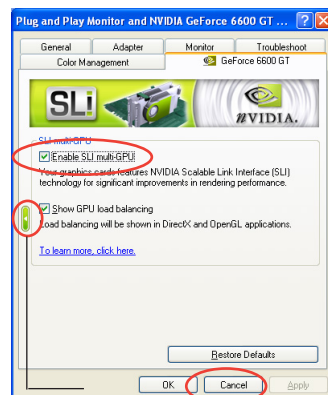 Plug and Play Monitor and NVIDIA GeForce 6600 GT ...
General Adapter Monitor Troubleshoot
Color Management GeForce 6600 GT
SLI NVIDIA.
SLI multi-GPU
Enable SLI multi-GPU
Your graphics cards features NVIDIA Scalable Link Interface (SLI)
technology for significant improvements in rendering performance.
Show GPU load balancing
Load balancing will be shown in DirectX and OpenGL applications.
To learn more, click here.
Restore Defaults
OK Cancel Apply